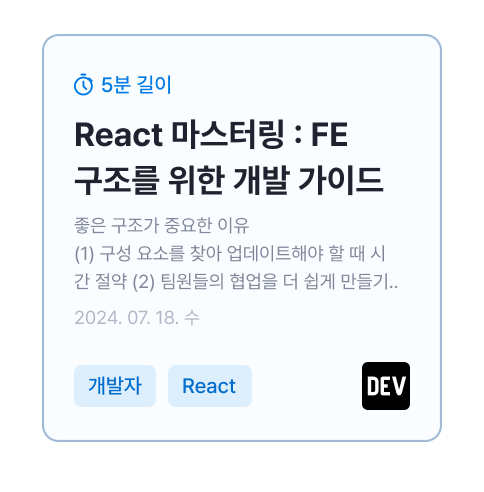 5분 길이
React 마스터링 : FE
구조를 위한 개발 가이드
좋은 구조가 중요한 이유
(1) 구성 요소를 찾아 업데이트해야 할 때 시
간 절약 (2) 팀원들의 협업을 더 쉽게 만들기..
2024. 07. 18. 수
개발자 React
DEV